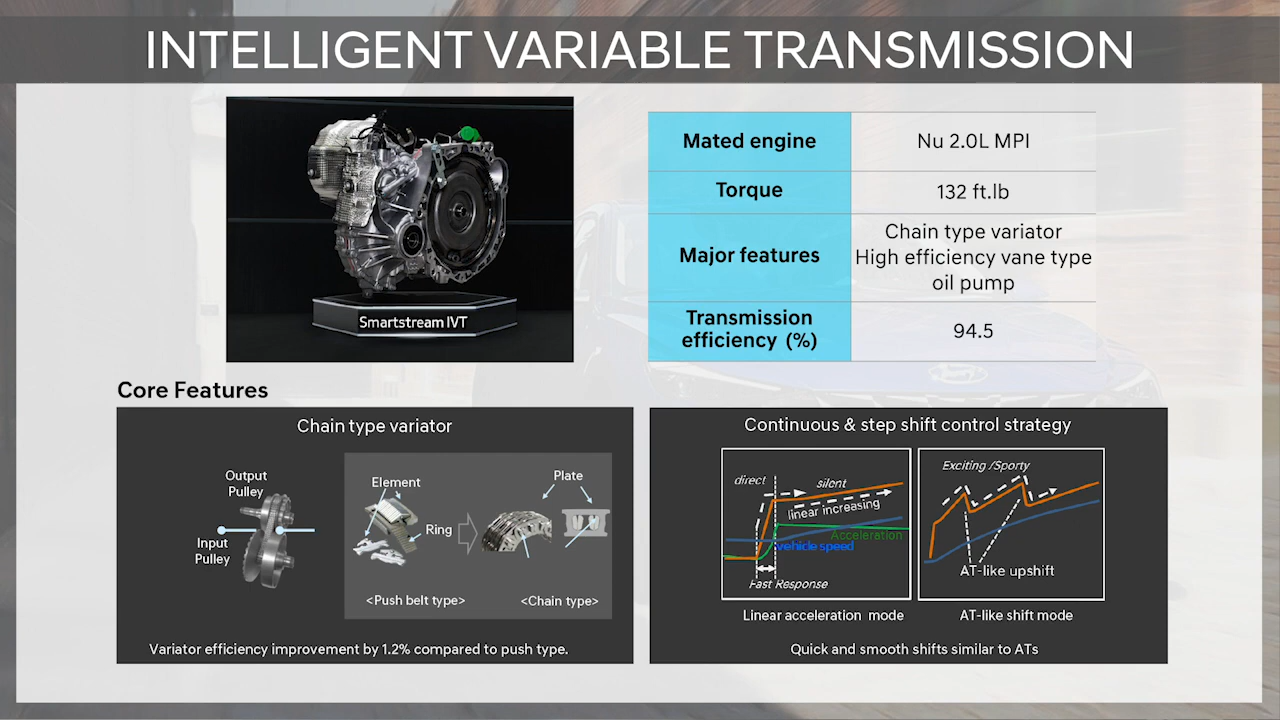 INTELLIGENT VARIABLE TRANSMISSION
Smartstream IVT
Mated engine
Nu 2.0L MPI
Torque
132 ft.lb
Major features
Chain type variator
High efficiency vane type
oil pump
Transmission
efficiency (%)
94.5
Core Features
Chain type variator
Output
Pulley
Input
Pulley
Element
Ring
Plate
<Push belt type>
<Chain type>
Variator efficiency improvement by 1.2% compared to push type.
Continuous & step shift control strategy
direct
silent
linear increasing
Acceleration
vehicle speed
Fast Response
Linear acceleration mode
Exciting /Sporty
AT-like upshift
AT-like shift mode
Quick and smooth shifts similar to ATs